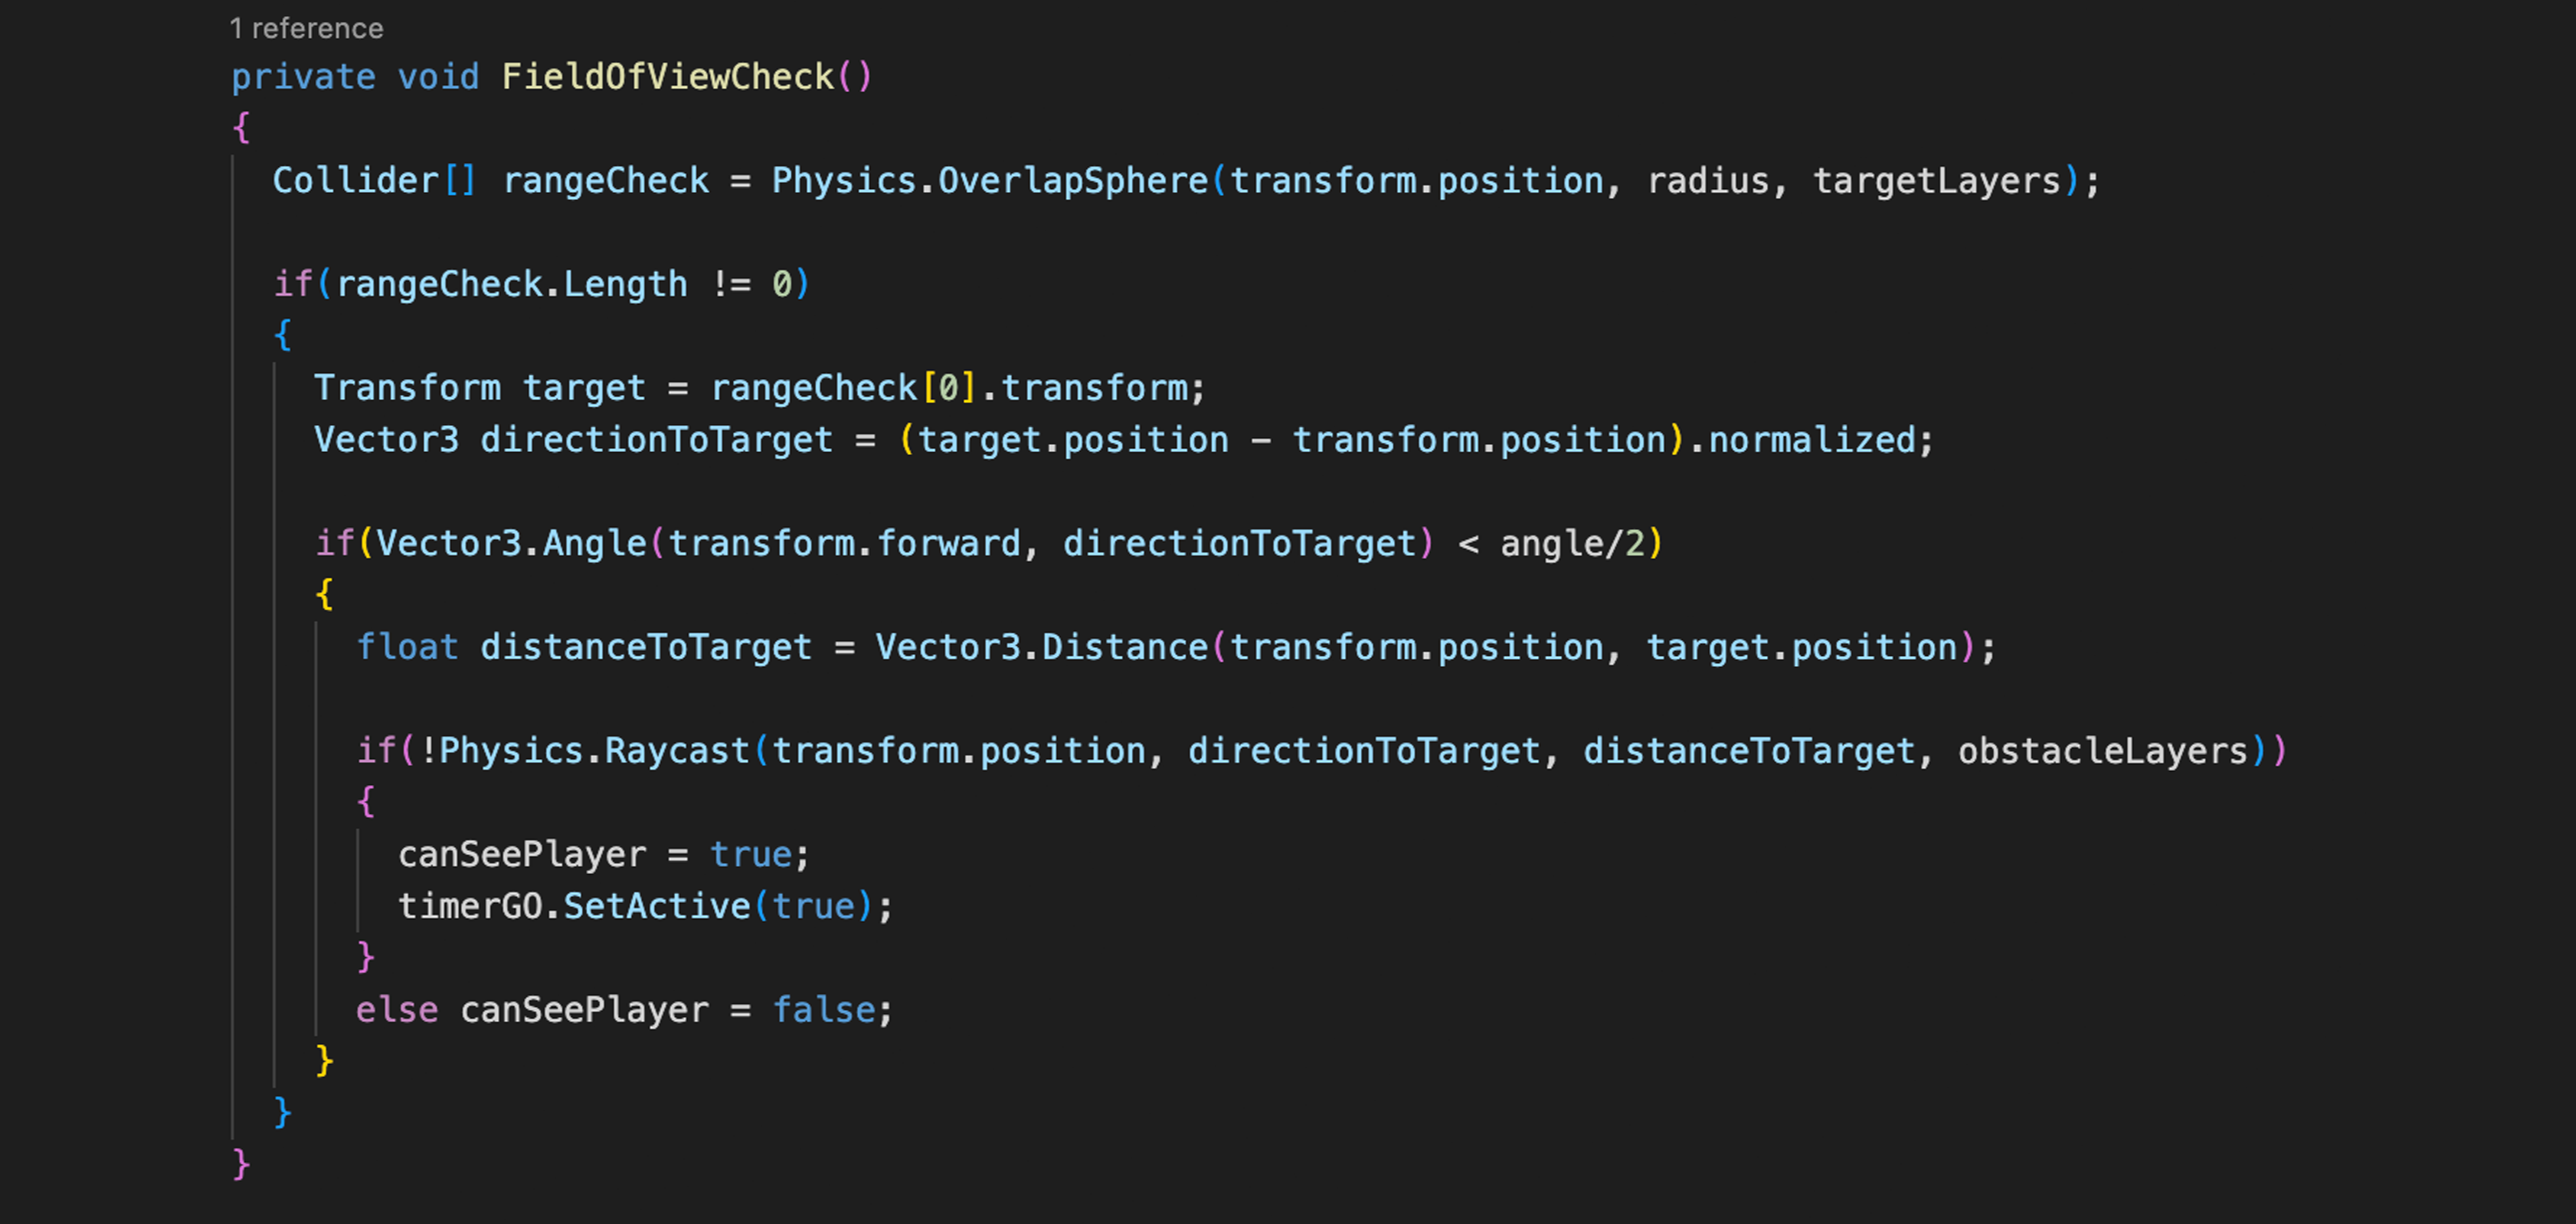 1 reference
private void FieldOfViewCheck()
{
Collider[] rangeCheck = Physics.OverlapSphere(transform.position, radius, targetLayers);
if(rangeCheck.Length != 0)
{
Transform target = rangeCheck[0].transform;
Vector3 directionToTarget = (target.position - transform.position).normalized;
if(Vector3.Angle(transform.forward, directionToTarget) < angle/2)
{
float distanceToTarget = Vector3.Distance(transform.position, target.position);
if(!Physics.Raycast(transform.position, directionToTarget, distanceToTarget, obstacleLayers))
{
canSeePlayer = true;
timerGO.SetActive(true);
}
else canSeePlayer = false;
}
}
}